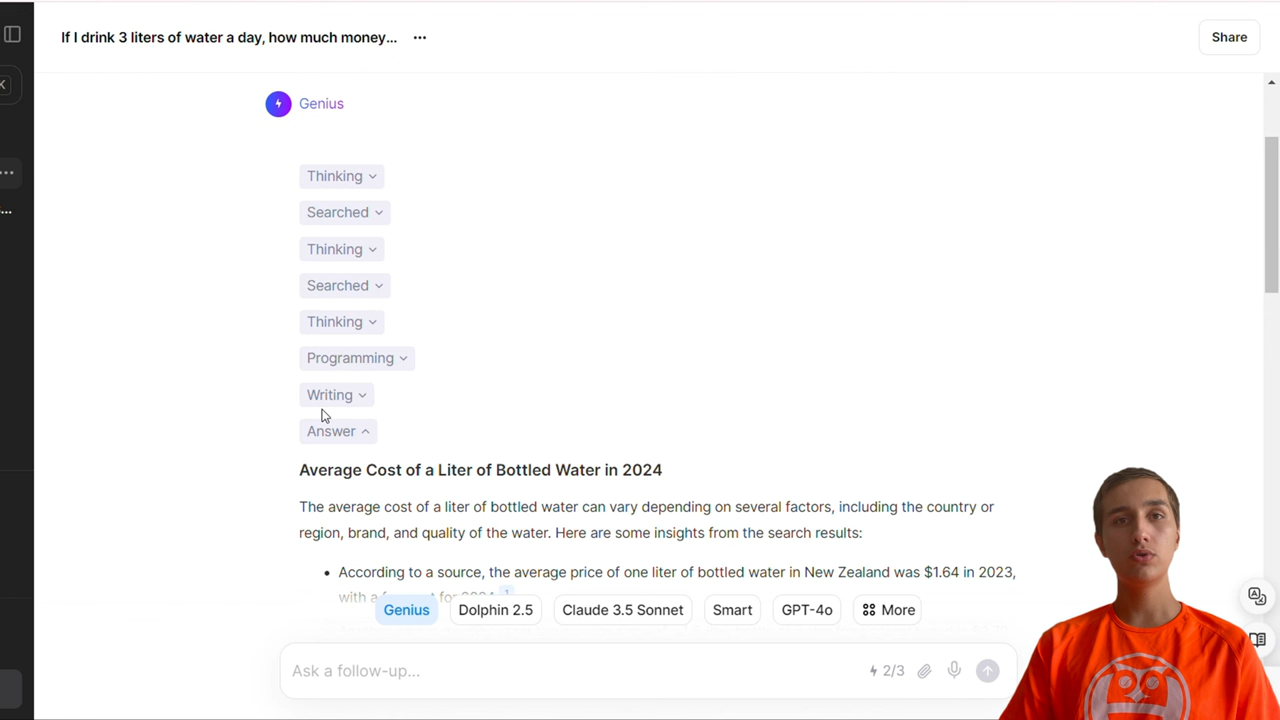 If I drink 3 liters of water a day, how much money...
Share
K
Genius
Thinking
Searched
Thinking
Searched
Thinking
Programming
Writing
Answer
Average Cost of a Liter of Bottled Water in 2024
The average cost of a liter of bottled water can vary depending on several factors, including the country or
region, brand, and quality of the water. Here are some insights from the search results:
• According to a source, the average price of one liter of bottled water in New Zealand was $1.64 in 2023,
with a for 1
Genius Dolphin 2.5 Claude 3.5 Sonnet Smart GPT-4o More
Ask a follow-up... 2/3